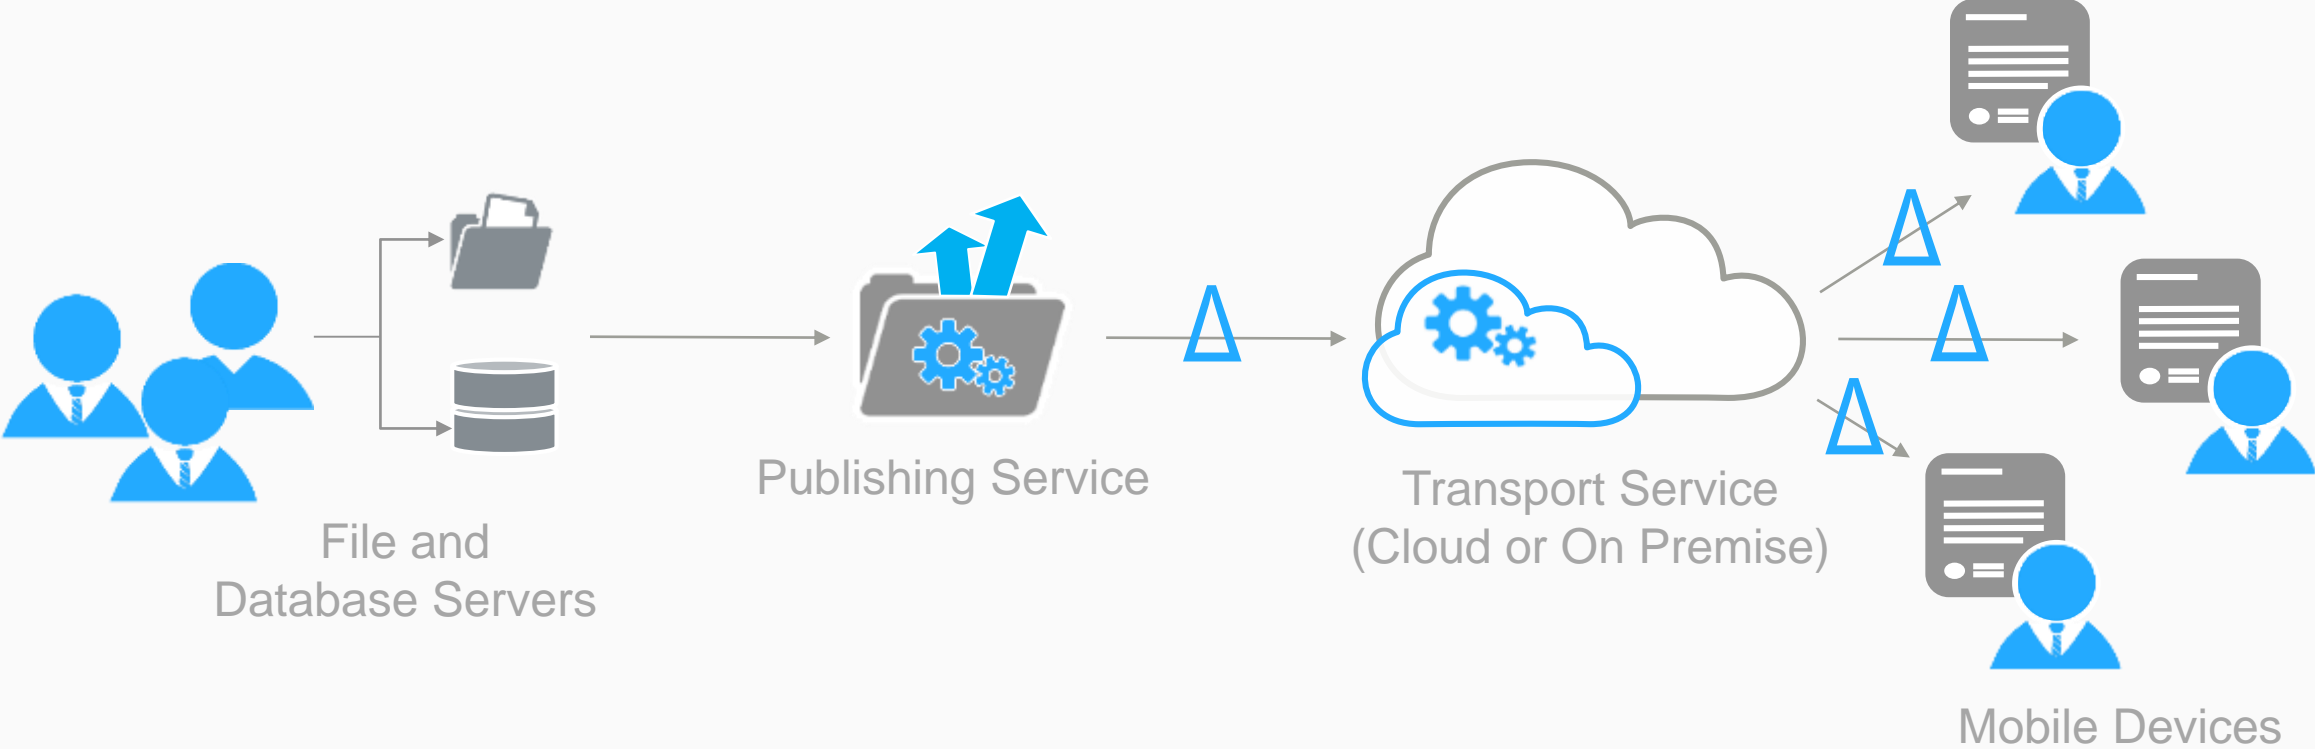 File and
Database Servers
Publishing Service
Δ
Transport Service
(Cloud or On Premise)
Δ
Δ
Δ
Mobile Devices